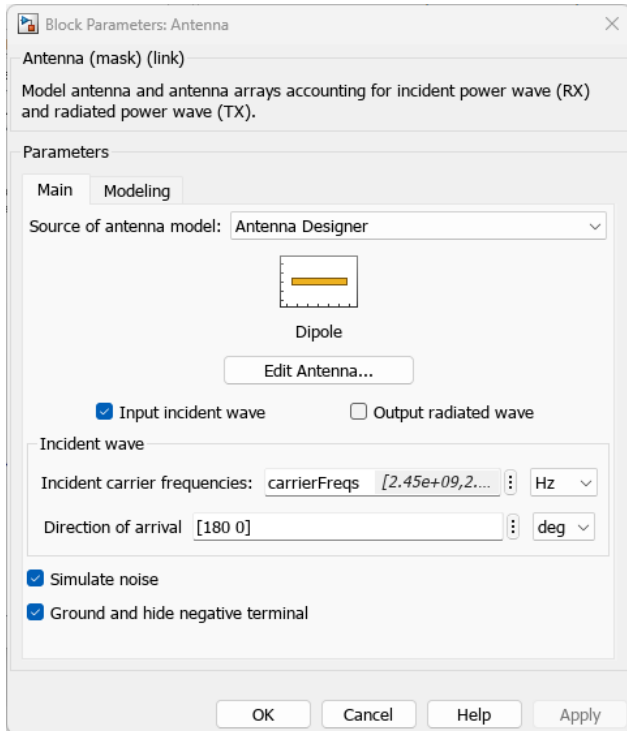 Block Parameters: Antenna
Antenna (mask) (link)
Model antenna and antenna arrays accounting for incident power wave (RX)
and radiated power wave (TX).
Parameters
Main Modeling
Source of antenna model: Antenna Designer
Dipole
Edit Antenna...
Input incident wave Output radiated wave
Incident wave
Incident carrier frequencies: carrierFreqs [2.45e+09,2.... Hz
Direction of arrival [180 0] deg
Simulate noise
Ground and hide negative terminal
OK Cancel Help Apply